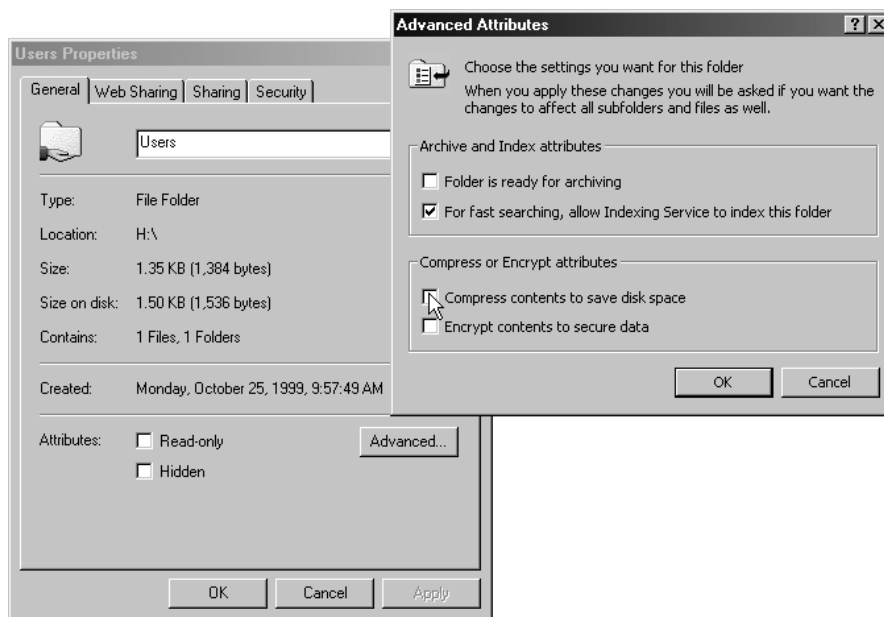 Users Properties
General
Web Sharing
Sharing
Security
Users
Type:
File Folder
Location:
H:\
Size:
1.35 KB (1,384 bytes)
Size on disk:
1.50 KB (1,536 bytes)
Contains:
1 Files, 1 Folders
Created:
Monday, October 25, 1999, 9:57:49 AM
Attributes:
Read-only
Advanced...
Hidden
OK
Cancel
Apply
Advanced Attributes
Choose the settings you want for this folder
When you apply these changes you will be asked if you want the
changes to affect all subfolders and files as well.
Archive and Index attributes
Folder is ready for archiving
For fast searching, allow Indexing Service to index this folder
Compress or Encrypt attributes
Compress contents to save disk space
Encrypt contents to secure data
OK
Cancel